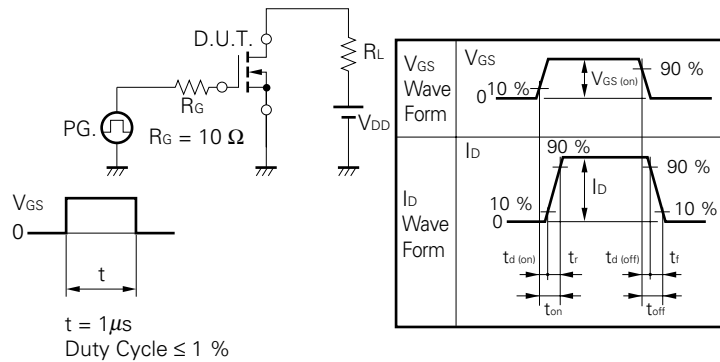 D.U.T.
RL
RG
PG.
RG = 10 Ω
VDD
VGS
0
t
t = 1μs
Duty Cycle ≤ 1 %
VGS
Wave
Form
VGS
10 %
0
VGS (on)
90 %
ID
Wave
Form
ID
90 %
90 %
10 %
ID
10 %
0
td (on)
tr
td (off)
tf
ton
toff